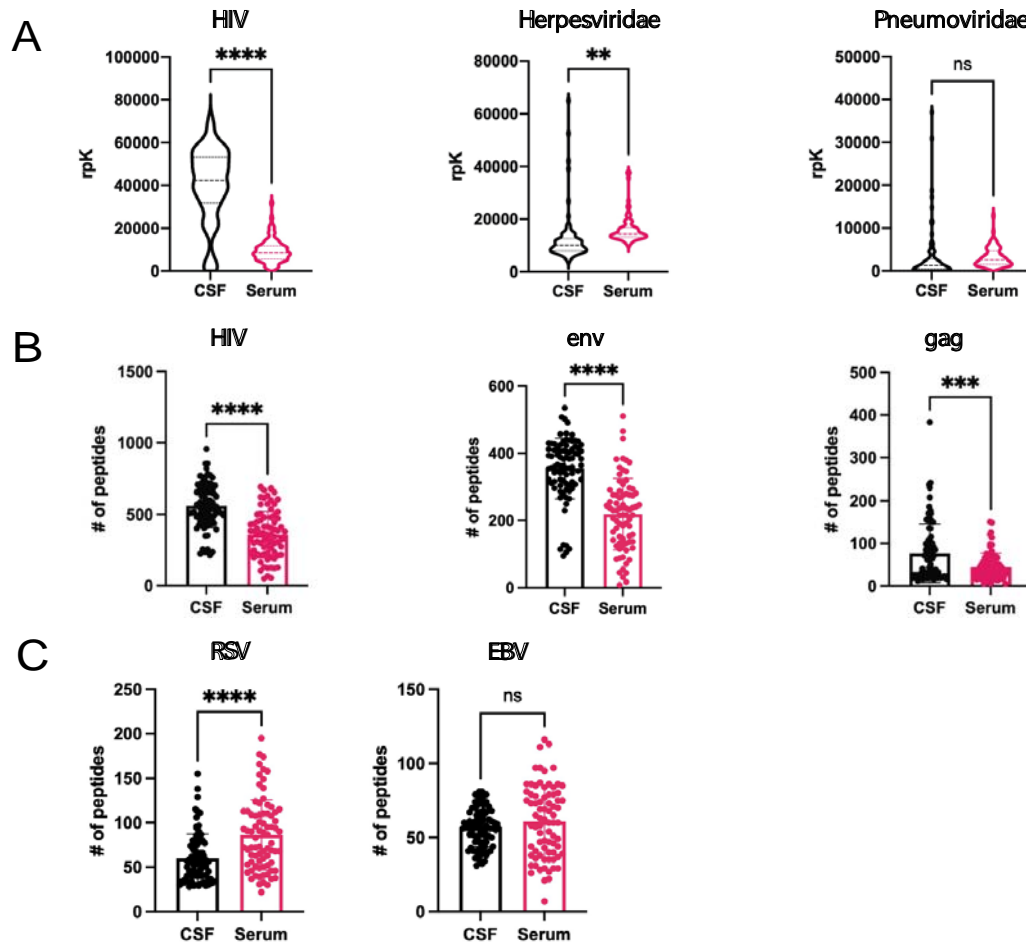 A
HIV
Herpesviridae
Pneumoviridae
****
**
ns
rpK
100000
80000
60000
40000
20000
0
CSF
Serum
rpK
80000
60000
40000
20000
0
CSF
Serum
rpK
50000
40000
30000
20000
10000
0
CSF
Serum
B
HIV
env
gag
****
****
***
# of peptides
1500
1000
500
0
CSF
Serum
# of peptides
600
400
200
0
CSF
Serum
# of peptides
500
400
300
200
100
0
CSF
Serum
C
RSV
EBV
****
ns
# of peptides
250
200
150
100
50
0
CSF
Serum
# of peptides
150
100
50
0
CSF
Serum